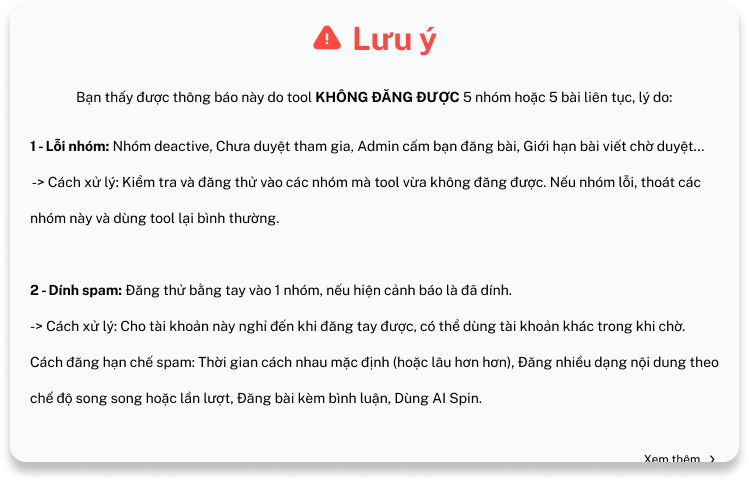 Lưu ý
Bạn thấy được thông báo này do tool KHÔNG ĐĂNG ĐƯỢC 5 nhóm hoặc 5 bài liên tục, lý do:
1 - Lỗi nhóm: Nhóm deactive, Chưa duyệt tham gia, Admin cấm bạn đăng bài, Giới hạn bài viết chờ duyệt...
-> Cách xử lý: Kiểm tra và đăng thử vào các nhóm mà tool vừa không đăng được. Nếu nhóm lỗi, thoát các
nhóm này và dùng tool lại bình thường.
2 - Dính spam: Đăng thử bằng tay vào 1 nhóm, nếu hiện cảnh báo là đã dính.
-> Cách xử lý: Cho tài khoản này nghỉ đến khi đăng tay được, có thể dùng tài khoản khác trong khi chờ.
Cách đăng hạn chế spam: Thời gian cách nhau mặc định (hoặc lâu hơn hơn), Đăng nhiều dạng nội dung theo
chế độ song song hoặc lần lượt, Đăng bài kèm bình luận, Dùng AI Spin.
Xem thêm